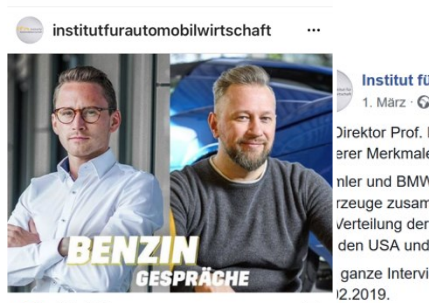 institutfurautomobilwirtschaft
BENZIN
GESPRÄCHE
Institut fü
1. März ·
Direktor Prof.
erer Merkmale
mler und BMW
rzeuge zusam
Verteilung der
den USA und
ganze Intervi
02.2019.